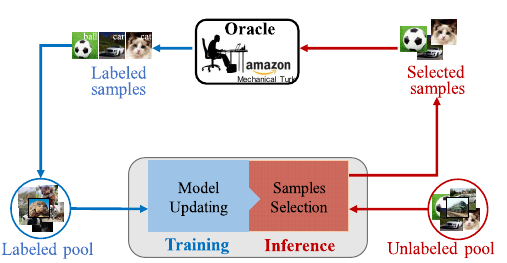 Oracle
ball car cat
amazon
Mechanical Turk
Labeled
samples
Selected
samples
Model
Updating
Samples
Selection
Training
Inference
Labeled pool
Unlabeled pool